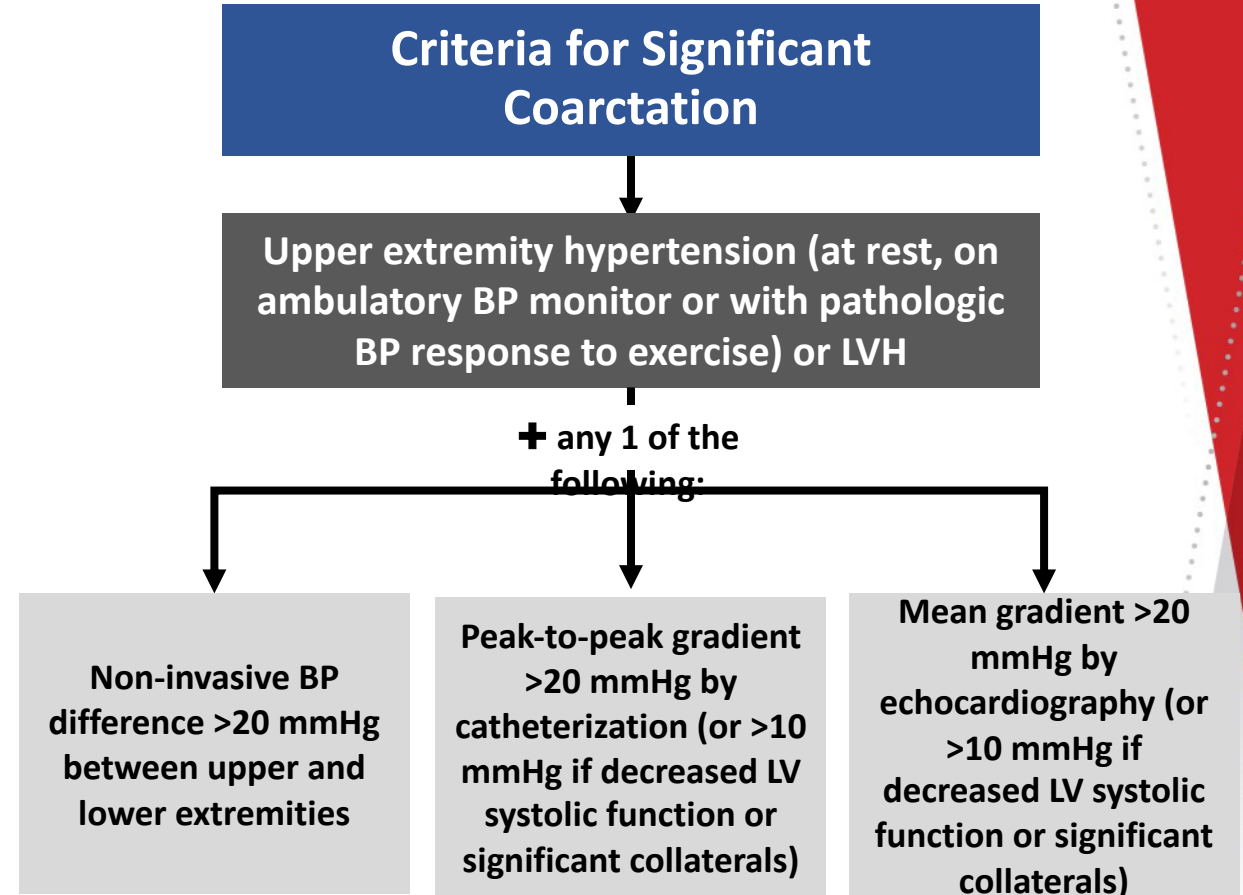 Criteria for Significant
Coarctation
Upper extremity hypertension (at rest, on
ambulatory BP monitor or with pathologic
BP response to exercise) or LVH
✚ any 1 of the
following:
Non-invasive BP
difference >20 mmHg
between upper and
lower extremities
Peak-to-peak gradient
>20 mmHg by
catheterization (or >10
mmHg if decreased LV
systolic function or
significant collaterals)
Mean gradient >20
mmHg by
echocardiography (or
>10 mmHg if
decreased LV systolic
function or significant
collaterals)